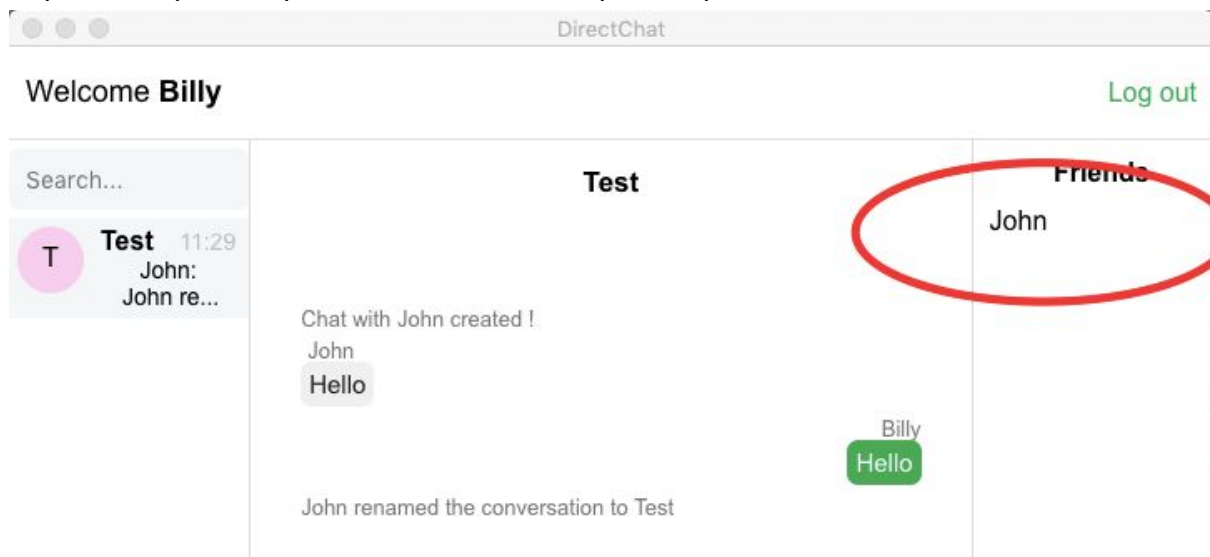 DirectChat
Welcome Billy
Log out
Search...
T
Test 11:29
John:
John re...
Test
Chat with John created !
John
Hello
Billy
Hello
John renamed the conversation to Test
Friends
John